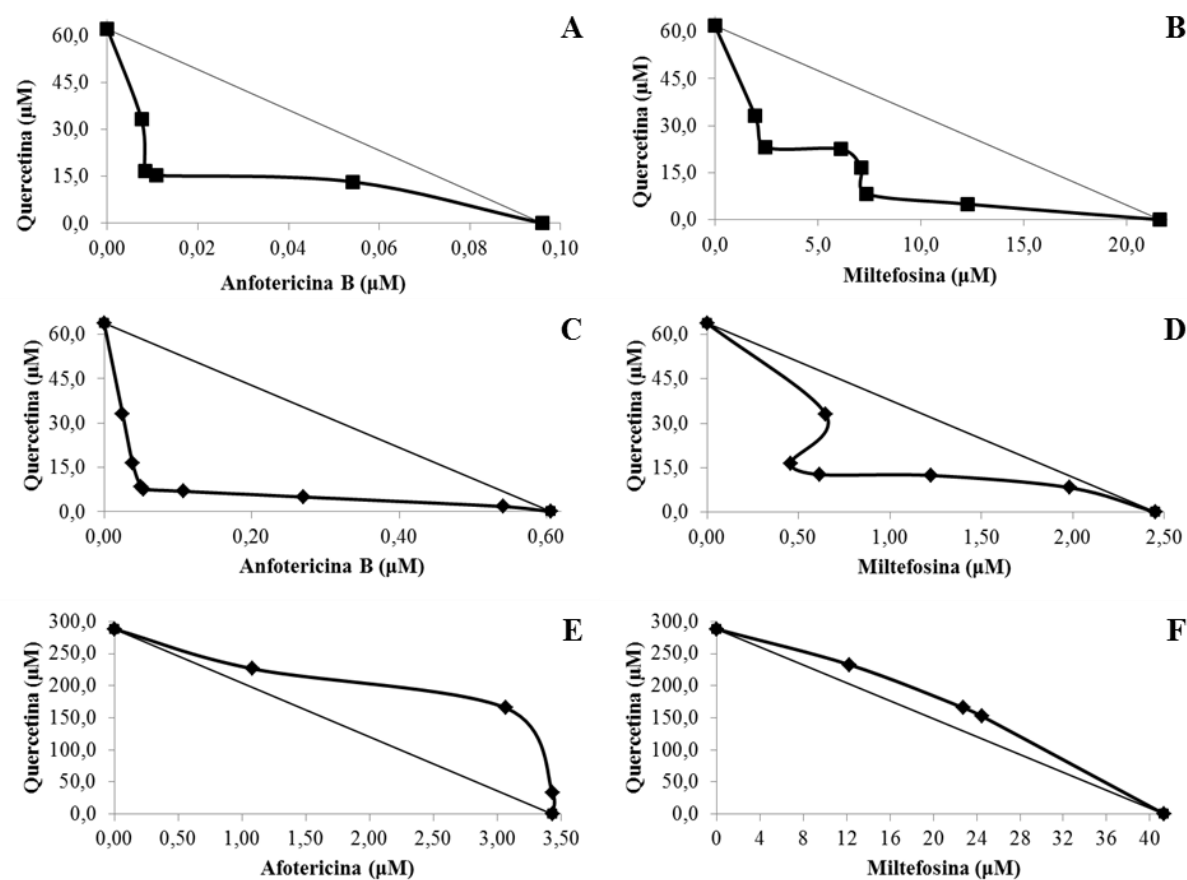 A
Quercetina (µM)
60,0
45,0
30,0
15,0
0,0
0,00 0,02 0,04 0,06 0,08 0,10
Anfotericina B (µM)
B
Quercetina (µM)
60,0
45,0
30,0
15,0
0,0
0,0 5,0 10,0 15,0 20,0
Miltefosina (µM)
C
Quercetina (µM)
60,0
45,0
30,0
15,0
0,0
0,00 0,20 0,40 0,60
Anfotericina B (µM)
D
Quercetina (µM)
60,0
45,0
30,0
15,0
0,0
0,00 0,50 1,00 1,50 2,00 2,50
Miltefosina (µM)
E
Quercetina (µM)
300,0
250,0
200,0
150,0
100,0
50,0
0,0
0,00 0,50 1,00 1,50 2,00 2,50 3,00 3,50
Afotericina (µM)
F
Quercetina (µM)
300,0
250,0
200,0
150,0
100,0
50,0
0,0
0 4 8 12 16 20 24 28 32 36 40
Miltefosina (µM)